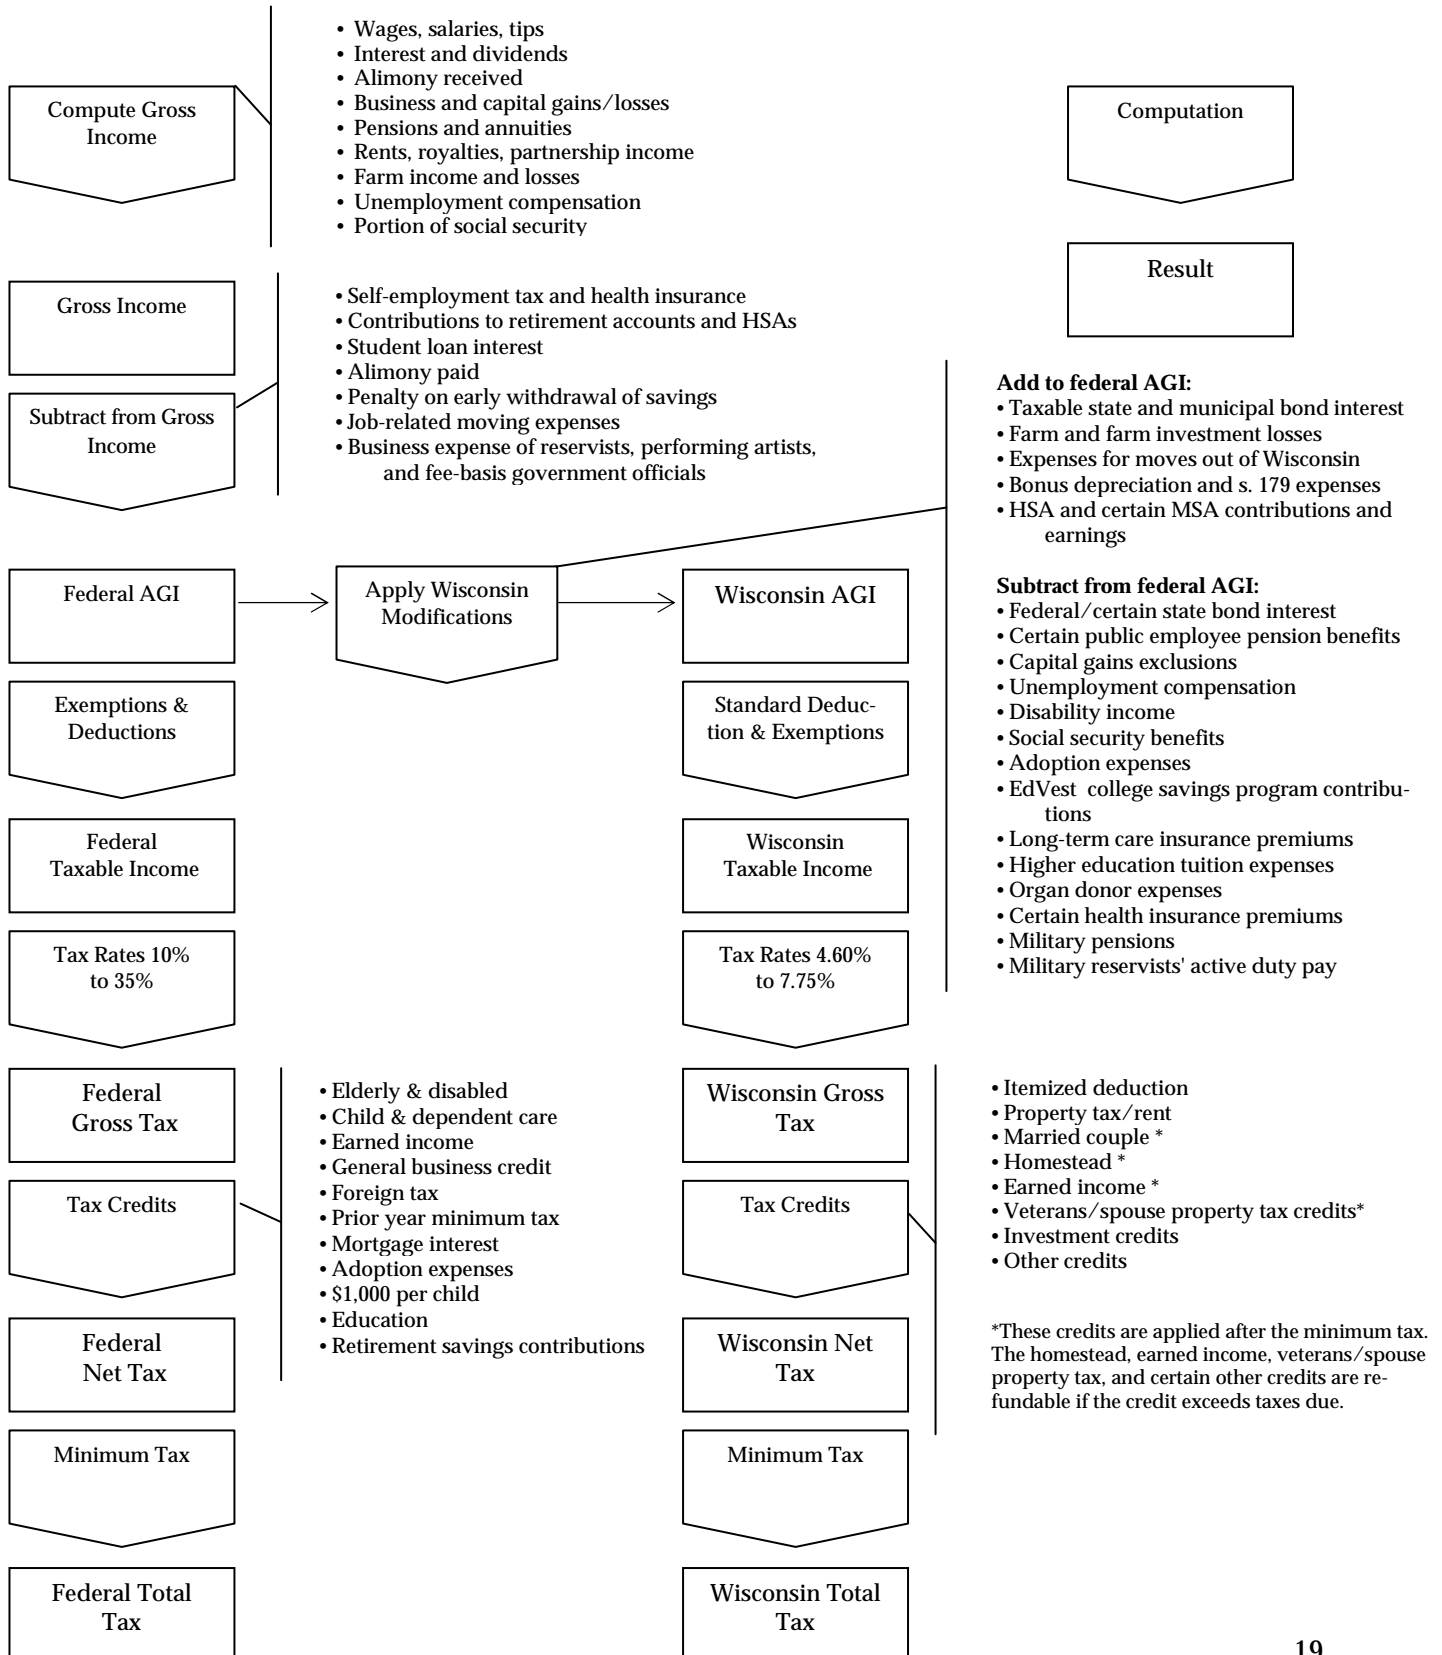 • Wages, salaries, tips
• Interest and dividends
• Alimony received
• Business and capital gains/losses
• Pensions and annuities
• Rents, royalties, partnership income
• Farm income and losses
• Unemployment compensation
• Portion of social security
Compute Gross
Income
Computation
Result
Gross Income
• Self-employment tax and health insurance
• Contributions to retirement accounts and HSAs
• Student loan interest
• Alimony paid
• Penalty on early withdrawal of savings
• Job-related moving expenses
• Business expense of reservists, performing artists,
and fee-basis government officials
Subtract from Gross
Income
Add to federal AGI:
• Taxable state and municipal bond interest
• Farm and farm investment losses
• Expenses for moves out of Wisconsin
• Bonus depreciation and s. 179 expenses
• HSA and certain MSA contributions and
earnings
Subtract from federal AGI:
• Federal/certain state bond interest
• Certain public employee pension benefits
• Capital gains exclusions
• Unemployment compensation
• Disability income
• Social security benefits
• Adoption expenses
• EdVest college savings program contribu-
tions
• Long-term care insurance premiums
• Higher education tuition expenses
• Organ donor expenses
• Certain health insurance premiums
• Military pensions
• Military reservists' active duty pay
Federal AGI
Apply Wisconsin
Modifications
Wisconsin AGI
Exemptions &
Deductions
Standard Deduc-
tion & Exemptions
Federal
Taxable Income
Wisconsin
Taxable Income
Tax Rates 10%
to 35%
Tax Rates 4.60%
to 7.75%
Federal
Gross Tax
• Elderly & disabled
• Child & dependent care
• Earned income
• General business credit
• Foreign tax
• Prior year minimum tax
• Mortgage interest
• Adoption expenses
• $1,000 per child
• Education
• Retirement savings contributions
Wisconsin Gross
Tax
• Itemized deduction
• Property tax/rent
• Married couple *
• Homestead *
• Earned income *
• Veterans/spouse property tax credits*
• Investment credits
• Other credits
Tax Credits
Tax Credits
*These credits are applied after the minimum tax.
The homestead, earned income, veterans/spouse
property tax, and certain other credits are re-
fundable if the credit exceeds taxes due.
Federal
Net Tax
Wisconsin Net
Tax
Minimum Tax
Minimum Tax
Federal Total
Tax
Wisconsin Total
Tax
19